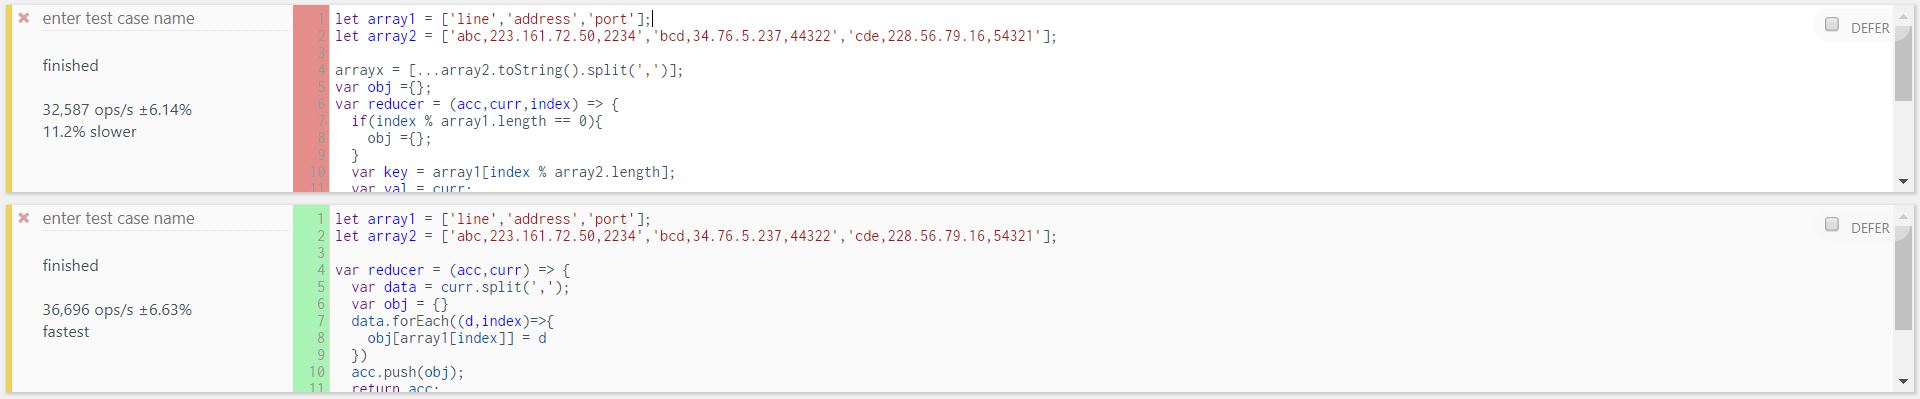 ✖ enter test case name
finished
32,587 ops/s ±6.14%
11.2% slower
1 let array1 = ['line','address','port'];
2 let array2 = ['abc,223.161.72.50,2234','bcd,34.76.5.237,44322','cde,228.56.79.16,54321'];
3
4 arrayx = [...array2.toString().split(',')];
5 var obj ={};
6 var reducer = (acc,curr,index) => {
7 if(index % array1.length == 0){
8 obj ={};
9 }
10 var key = array1[index % array2.length];
11 var val = curr;
DEFER
✖ enter test case name
finished
36,696 ops/s ±6.63%
fastest
1 let array1 = ['line','address','port'];
2 let array2 = ['abc,223.161.72.50,2234','bcd,34.76.5.237,44322','cde,228.56.79.16,54321'];
3
4 var reducer = (acc,curr) => {
5 var data = curr.split(',');
6 var obj = {}
7 data.forEach((d,index)=>{
8 obj[array1[index]] = d
9 })
10 acc.push(obj);
11 return acc;
DEFER